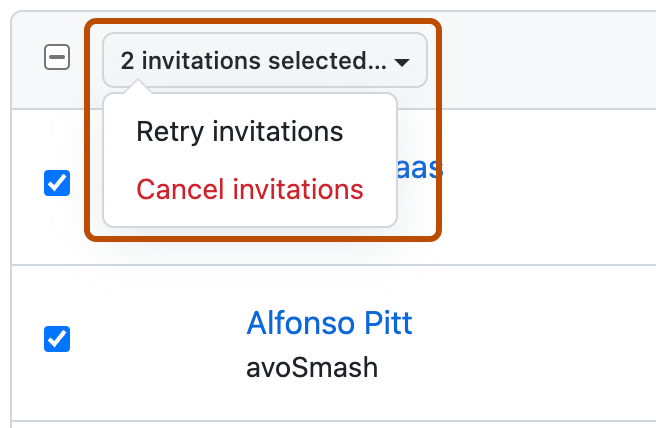 2 invitations selected...
Retry invitations
Cancel invitations
Alfonso Pitt
avoSmash